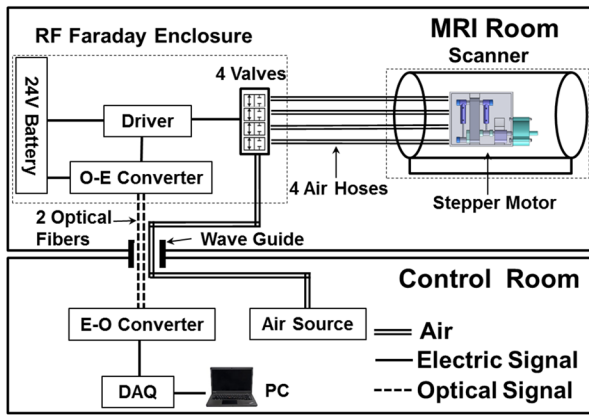 RF Faraday Enclosure
MRI Room
Scanner
4 Valves
24V Battery
Driver
O-E Converter
4 Air Hoses
Stepper Motor
2 Optical
Fibers
Wave Guide
Control Room
E-O Converter
Air Source
Air
Electric Signal
DAQ
PC
Optical Signal